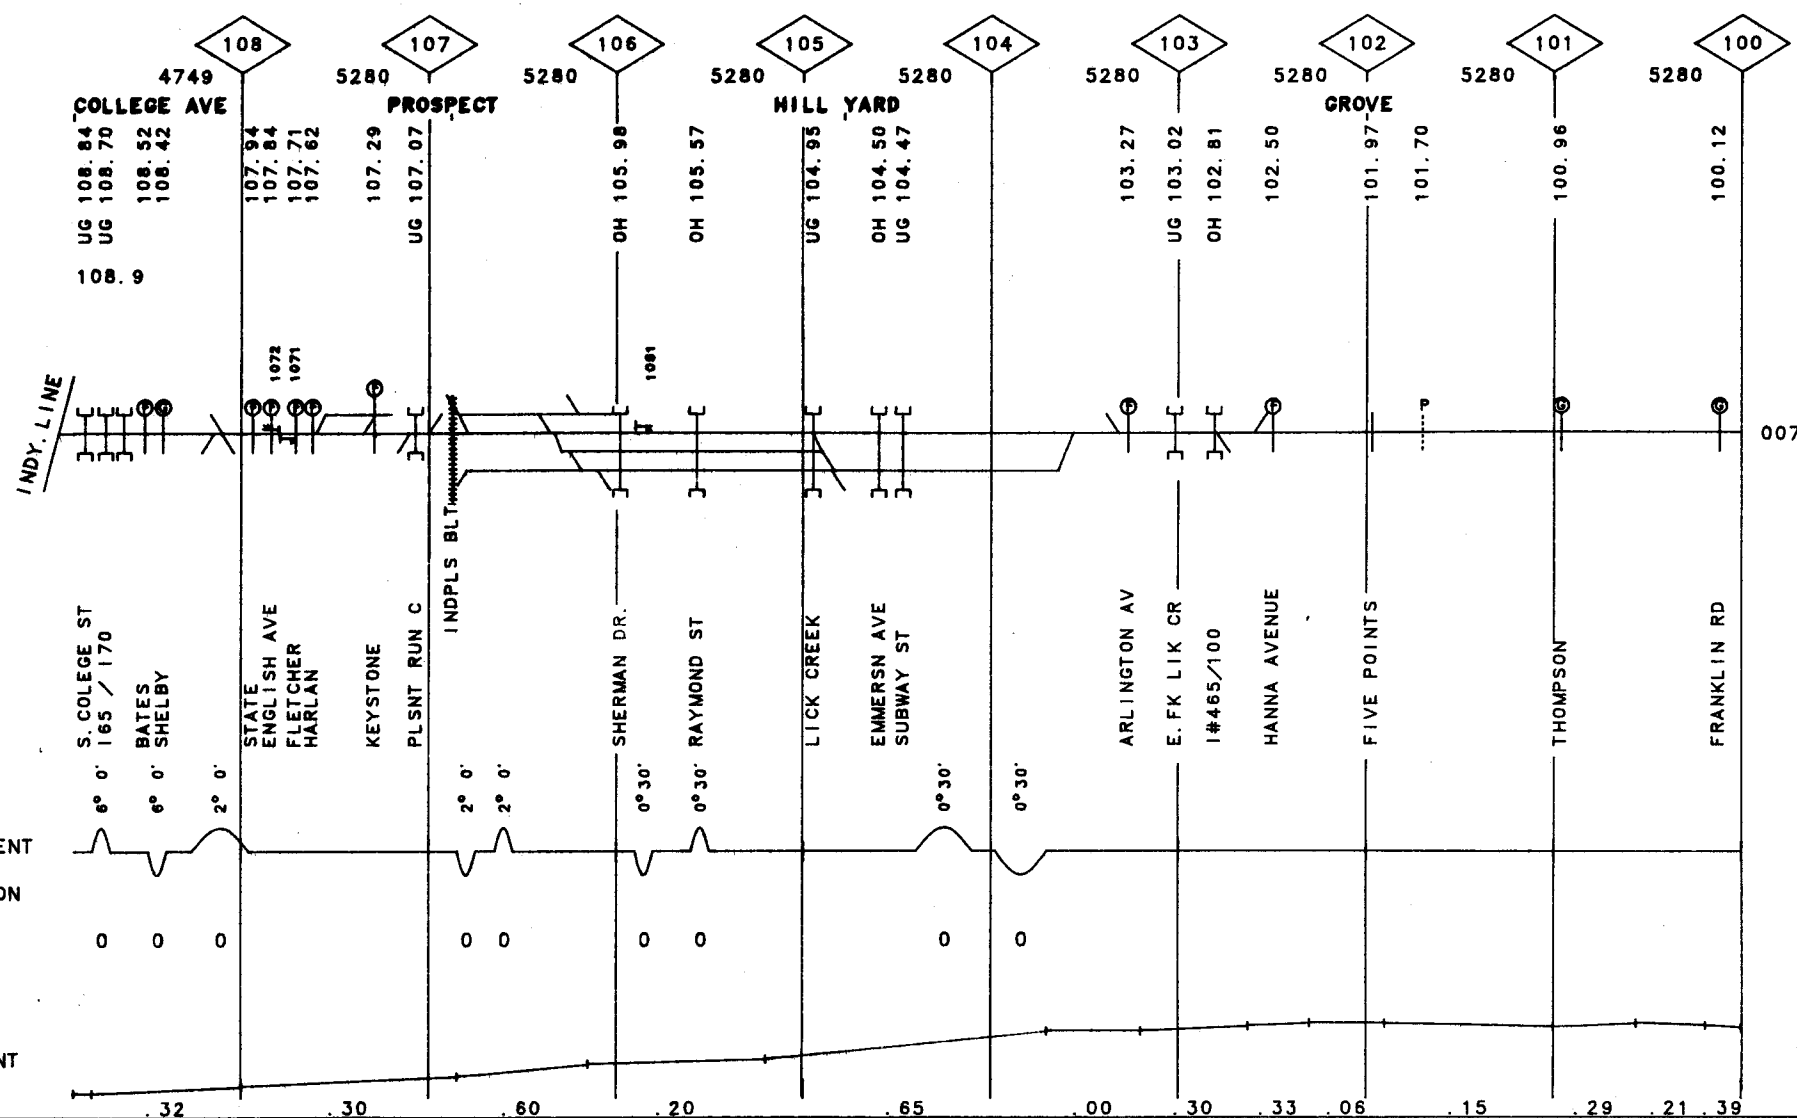 108 107 106 105 104 103 102 101 100
4749 5280 5280 5280 5280 5280 5280 5280 5280
COLLEGE AVE PROSPECT HILL YARD GROVE
UG 108.84
UG 108.70
108.52
108.42
107.94
107.84
107.71
107.62
107.29
UG 107.07
OH 105.98
OH 105.57
UG 104.95
OH 104.50
UG 104.47
103.27
UG 103.02
OH 102.81
102.50
101.97
101.70
100.96
100.12
108.9
INDY. LINE
1072
1071
1081
P
G
G
007
INDPLS BLT
S. COLEGE ST
I65 / I70
BATES
SHELBY
STATE
ENGLISH AVE
FLETCHER
HARLAN
KEYSTONE
PLSNT RUN C
SHERMAN DR.
RAYMOND ST
LICK CREEK
EMMERSN AVE
SUBWAY ST
ARLINGTON AV
E. FK LIK CR
I#465/100
HANNA AVENUE
FIVE POINTS
THOMPSON
FRANKLIN RD
6° 0' 6° 0' 2° 0' 2° 0' 2° 0' 0°30' 0°30' 0°30' 0°30'
ENT
ON
0 0 0 0 0 0 0 0 0
NT
.32 .30 .60 .20 .65 .00 .30 .33 .06 .15 .29 .21 .39